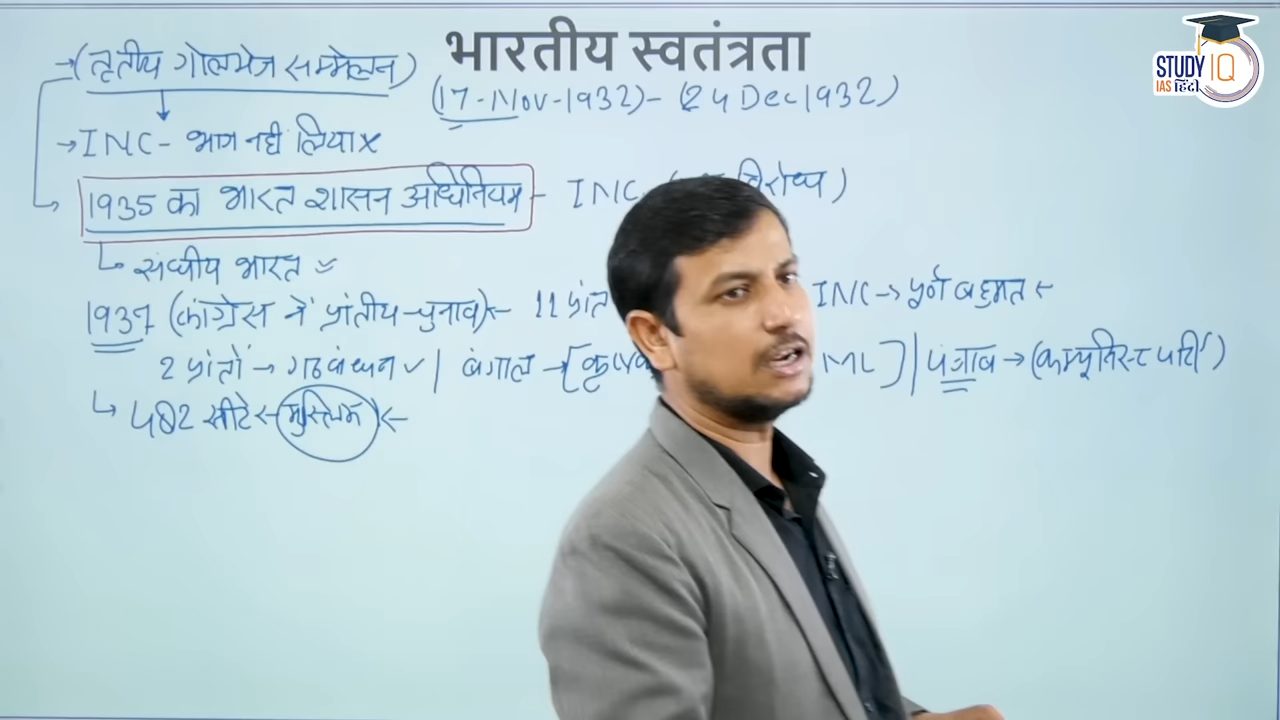 भारतीय स्वतंत्रता
STUDY IQ
IAS हिंदी
(तृतीय गोलमेज सम्मेलन)
(17-Nov-1932)- (24 Dec 1932)
→ INC- भाग नही लिया x
1935 का भारत शासन अधिनियम - INC विरोध)
संघीय भारत
1937 (कांग्रेस ने प्रांतीय-चुनाव) 11 प्रांत INC → पूर्ण बहुमत
2 प्रांतों → गठबंधन ✓ | बंगाल → [कृ ML] | पंजाब → (कम्यूनिस्ट पार्टी)
482 सीटे (मुस्लिम)